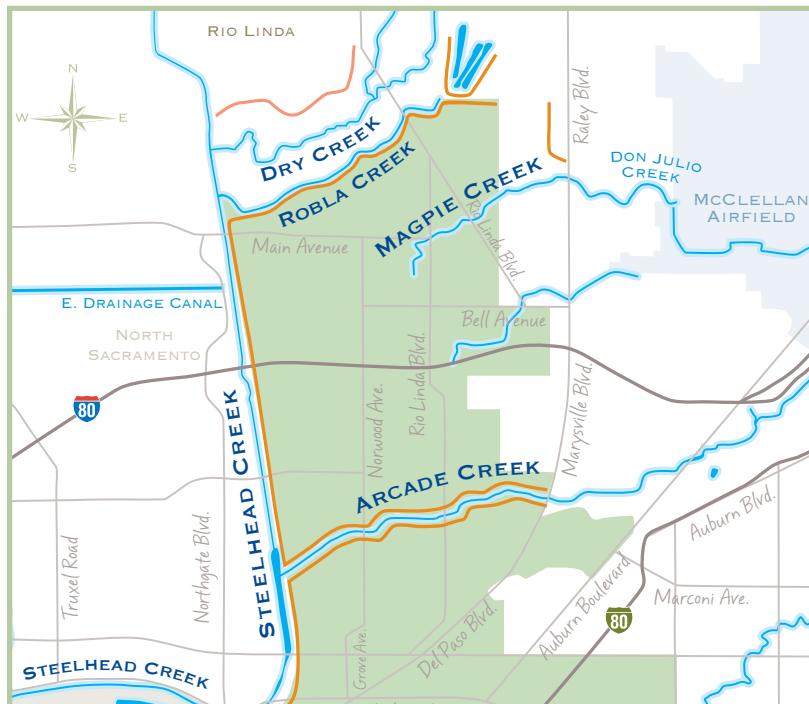 RIO LINDA
N
W
E
S
Raley Blvd.
DRY CREEK
ROBLA CREEK
MAGPIE CREEK
DON JULIO
CREEK
MCCLELLAN
AIRFIELD
Rio Linda Blvd.
Main Avenue
E. DRAINAGE CANAL
NORTH
SACRAMENTO
Bell Avenue
Rio Linda Blvd.
80
Norwood Ave.
Marysville Blvd.
STEELHEAD CREEK
ARCADE CREEK
Auburn Blvd.
Truxel Road
Northgate Blvd.
Auburn Boulevard
Marconi Ave.
80
Grove Ave.
Del Paso Blvd.
STEELHEAD CREEK